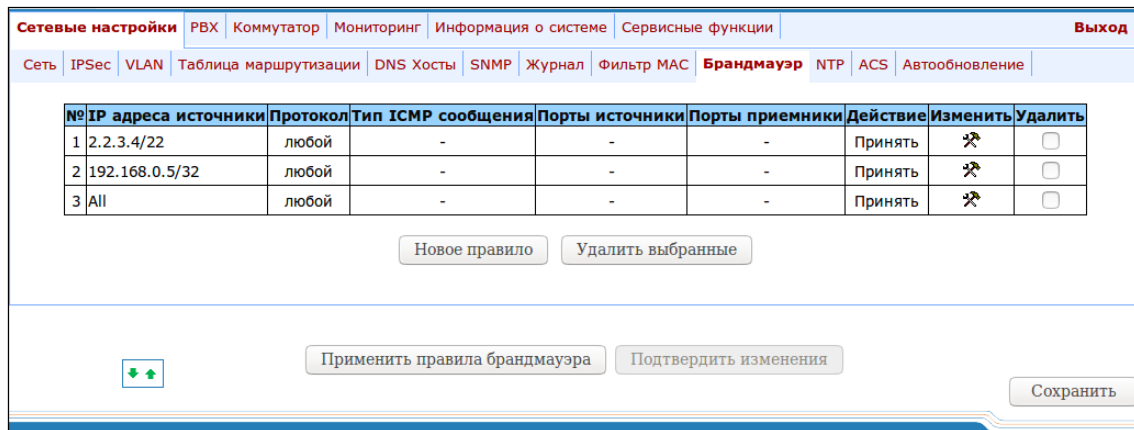 Сетевые настройки PBX Коммутатор Мониторинг Информация о системе Сервисные функции Выход
Сеть IPSec VLAN Таблица маршрутизации DNS Хосты SNMP Журнал Фильтр MAC Брандмауэр NTP ACS Автообновление
№ IP адреса источники Протокол Тип ICMP сообщения Порты источники Порты приемники Действие Изменить Удалить
1 2.2.3.4/22 любой - - - Принять
2 192.168.0.5/32 любой - - - Принять
3 All любой - - - Принять
Новое правило Удалить выбранные
Применить правила брандмауэра Подтвердить изменения
Сохранить